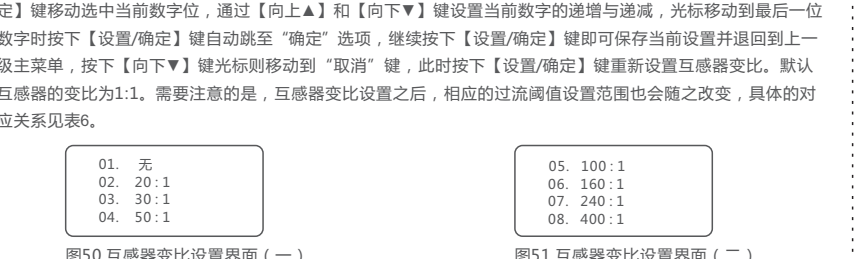 定】键移动选中当前数字位，通过【向上▲】和【向下▼】键设置当前数字的递增与递减，光标移动到最后一位
数字时按下【设置/确定】键自动跳至“确定”选项，继续按下【设置/确定】键即可保存当前设置并退回到上一
级主菜单，按下【向下▼】键光标则移动到“取消”键，此时按下【设置/确定】键重新设置互感器变比。默认
互感器的变比为1:1。需要注意的是，互感器变比设置之后，相应的过流阈值设置范围也会随之改变，具体的对
应关系见表6。
01. 无
02. 20:1
03. 30:1
04. 50:1
05. 100:1
06. 160:1
07. 240:1
08. 400:1
图50 互感器变比设置界面（一）
图51 互感器变比设置界面（二）